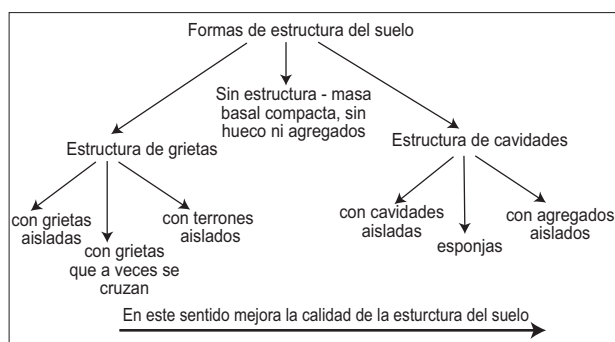 Formas de estructura del suelo
Sin estructura - masa
basal compacta, sin
hueco ni agregados
Estructura de grietas
Estructura de cavidades
con grietas
aisladas
con grietas
que a veces se
cruzan
con terrones
aislados
con cavidades
aisladas
esponjas
con agregados
aislados
En este sentido mejora la calidad de la esturctura del suelo